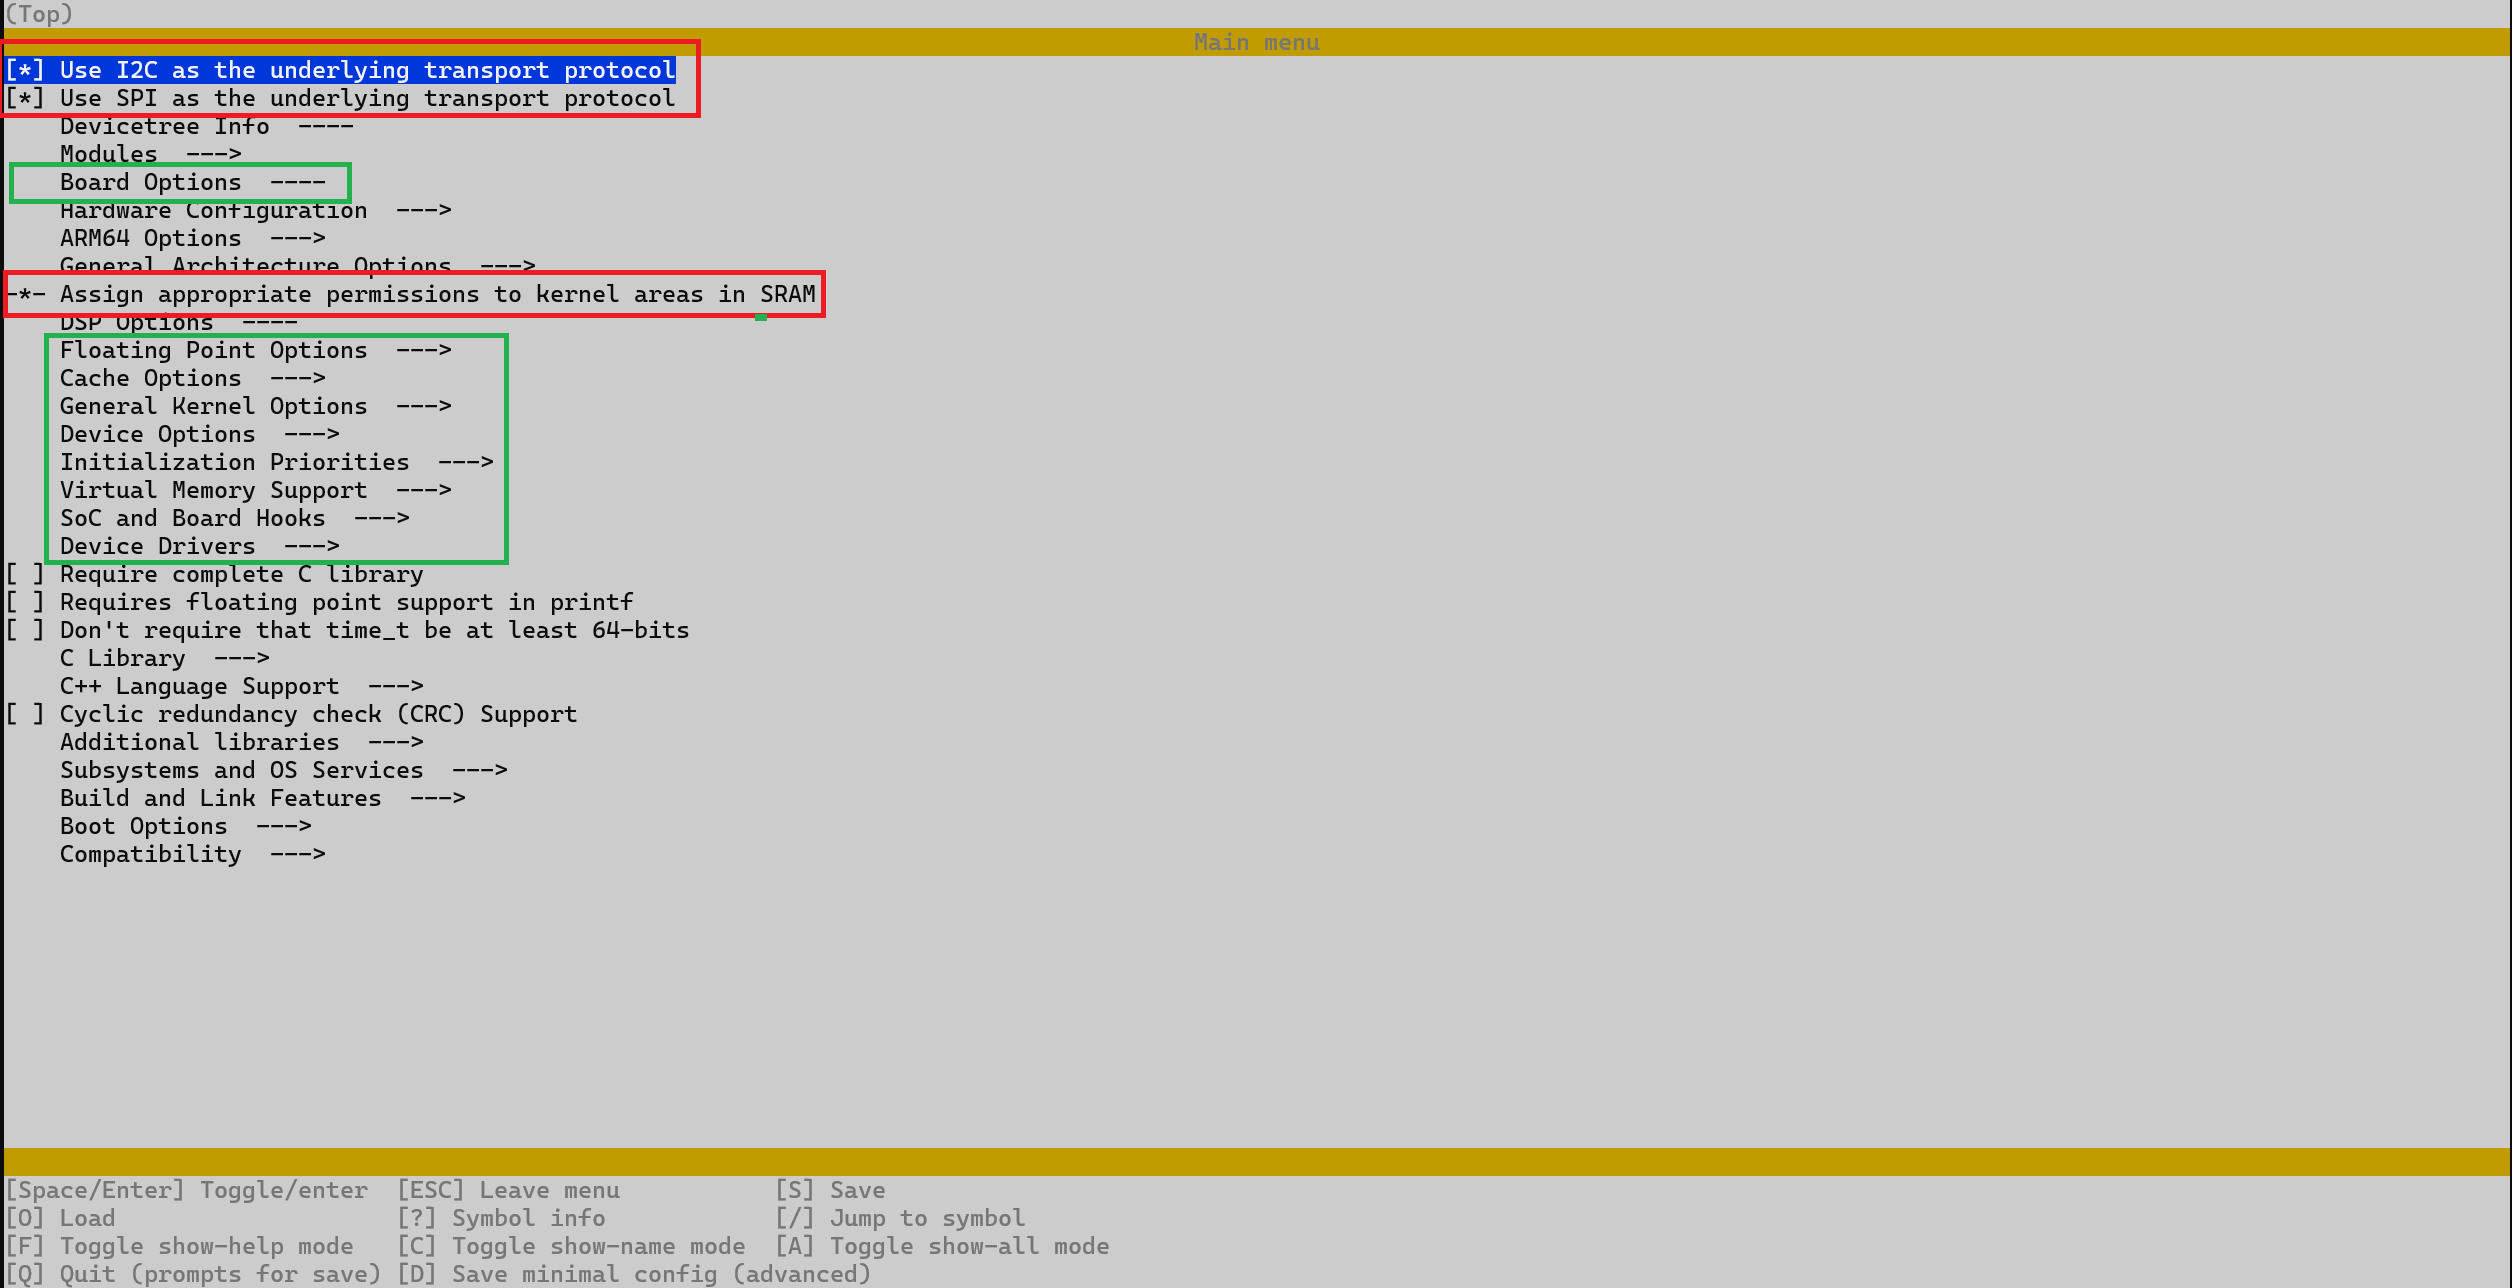 (Top)
Main menu
[*] Use I2C as the underlying transport protocol
[*] Use SPI as the underlying transport protocol
Devicetree Info  ----
Modules  --->
Board Options  ----
Hardware Configuration  --->
ARM64 Options  --->
General Architecture Options  --->
-*- Assign appropriate permissions to kernel areas in SRAM
DSP Options  ----
Floating Point Options  --->
Cache Options  --->
General Kernel Options  --->
Device Options  --->
Initialization Priorities  --->
Virtual Memory Support  --->
SoC and Board Hooks  --->
Device Drivers  --->
[ ] Require complete C library
[ ] Requires floating point support in printf
[ ] Don't require that time_t be at least 64-bits
C Library  --->
C++ Language Support  --->
[ ] Cyclic redundancy check (CRC) Support
Additional libraries  --->
Subsystems and OS Services  --->
Build and Link Features  --->
Boot Options  --->
Compatibility  --->
[Space/Enter] Toggle/enter  [ESC] Leave menu           [S] Save
[O] Load                    [?] Symbol info            [/] Jump to symbol
[F] Toggle show-help mode   [C] Toggle show-name mode  [A] Toggle show-all mode
[Q] Quit (prompts for save) [D] Save minimal config (advanced)